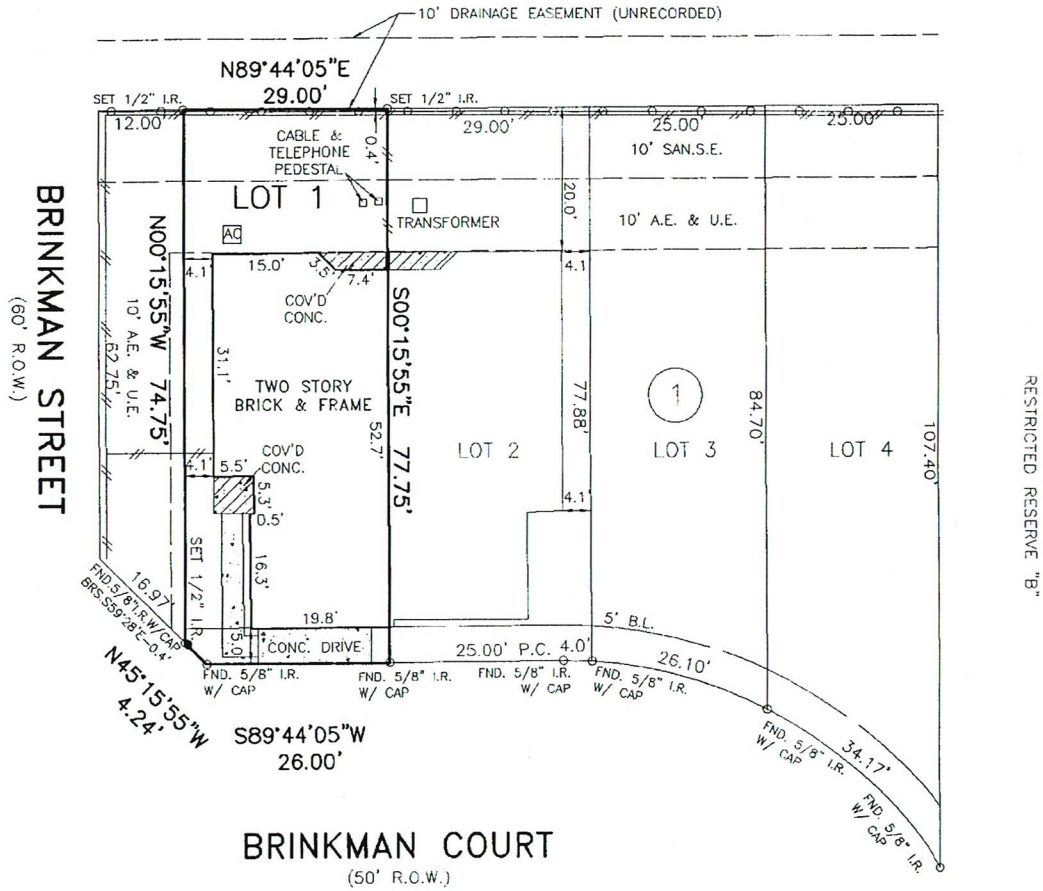 10' DRAINAGE EASEMENT (UNRECORDED)
N89°44'05"E
29.00'
SET 1/2" I.R.
SET 1/2" I.R.
12.00'
29.00'
25.00'
25.00'
CABLE &
TELEPHONE
PEDESTAL
0.4'
10' SAN.S.E.
LOT 1
TRANSFORMER
20.0'
10' A.E. & U.E.
AC
4.1'
15.0'
3.5'
7.4'
4.1
COV'D
CONC.
BRINKMAN STREET
(60' R.O.W.)
62.75'
10' A.E. & U.E.
N00°15'55"W 74.75'
31.1'
TWO STORY
BRICK & FRAME
52.7'
S00°15'55"E 77.75'
LOT 2
77.88'
1
LOT 3
84.70'
LOT 4
107.40'
RESTRICTED RESERVE "B"
COV'D
CONC.
4.1'
5.5'
5.3'
0.5'
4.1'
SET 1/2" I.R.
16.3'
16.97'
FND.5/8"I.R.W/CAP
BRS.S59°28'E-0.4'
19.8'
5.0'
CONC. DRIVE
5' B.L.
25.00' P.C. 4.0'
26.10'
FND. 5/8" I.R.
W/ CAP
FND. 5/8" I.R.
W/ CAP
FND. 5/8" I.R.
W/ CAP
FND. 5/8" I.R.
W/ CAP
N45°15'55"W
4.24'
S89°44'05"W
26.00'
FND. 5/8" I.R.
W/ CAP
34.17'
FND. 5/8" I.R.
W/ CAP
BRINKMAN COURT
(50' R.O.W.)